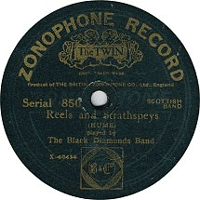 ZONOPHONE RECORD
The TWIN
Product of THE BRITISH ZONOPHONE CO: Ltd; England
Serial 850
SCOTTISH
BAND
Reels and Strathspeys
(HUME)
Played by
The Black Diamonds Band
X-40434